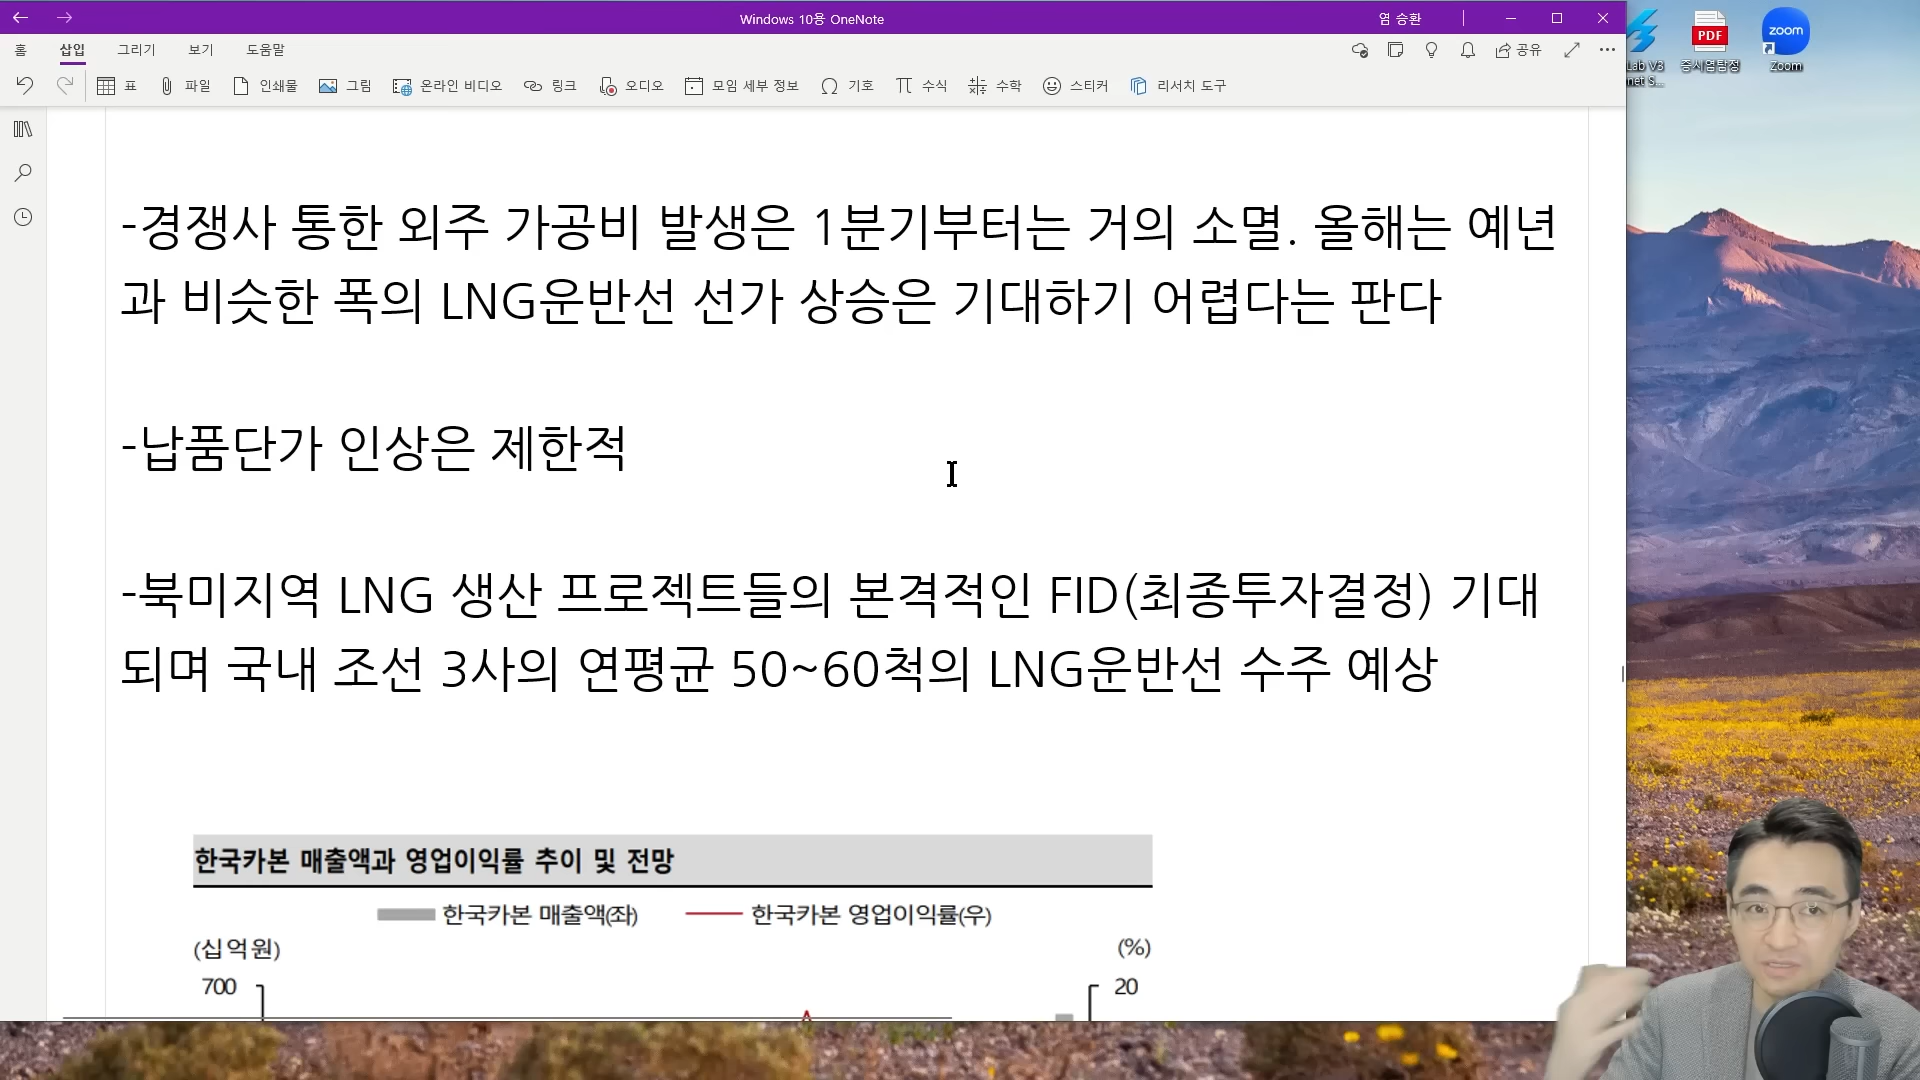 Windows 10용 OneNote
염 승환
홈 삽입 그리기 보기 도움말
공유
표 파일 인쇄물 그림 온라인 비디오 링크 오디오 모임 세부 정보 기호 수식 수학 스티커 리서치 도구
Lab V3
net S...
PDF
증시염탐정
zoom
Zoom
-경쟁사 통한 외주 가공비 발생은 1분기부터는 거의 소멸. 올해는 예년
과 비슷한 폭의 LNG운반선 선가 상승은 기대하기 어렵다는 판다
-납품단가 인상은 제한적
-북미지역 LNG 생산 프로젝트들의 본격적인 FID(최종투자결정) 기대
되며 국내 조선 3사의 연평균 50~60척의 LNG운반선 수주 예상
한국카본 매출액과 영업이익률 추이 및 전망
한국카본 매출액(좌) 한국카본 영업이익률(우)
(십억원) (%)
700 20